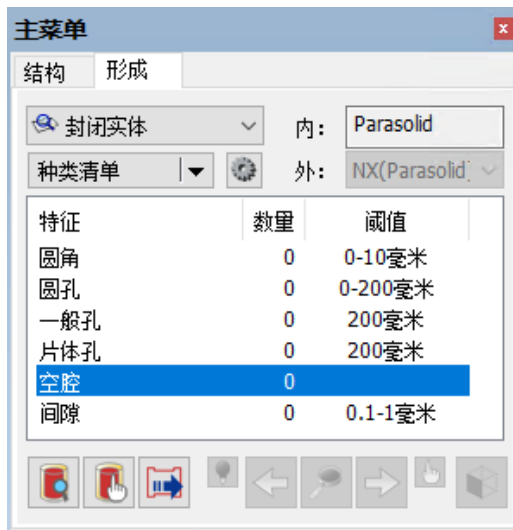 主菜单
结构 形成
封闭实体 内： Parasolid
种类清单 外： NX(Parasolid)
特征 数量 阈值
圆角 0 0-10毫米
圆孔 0 0-200毫米
一般孔 0 200毫米
片体孔 0 200毫米
空腔 0
间隙 0 0.1-1毫米